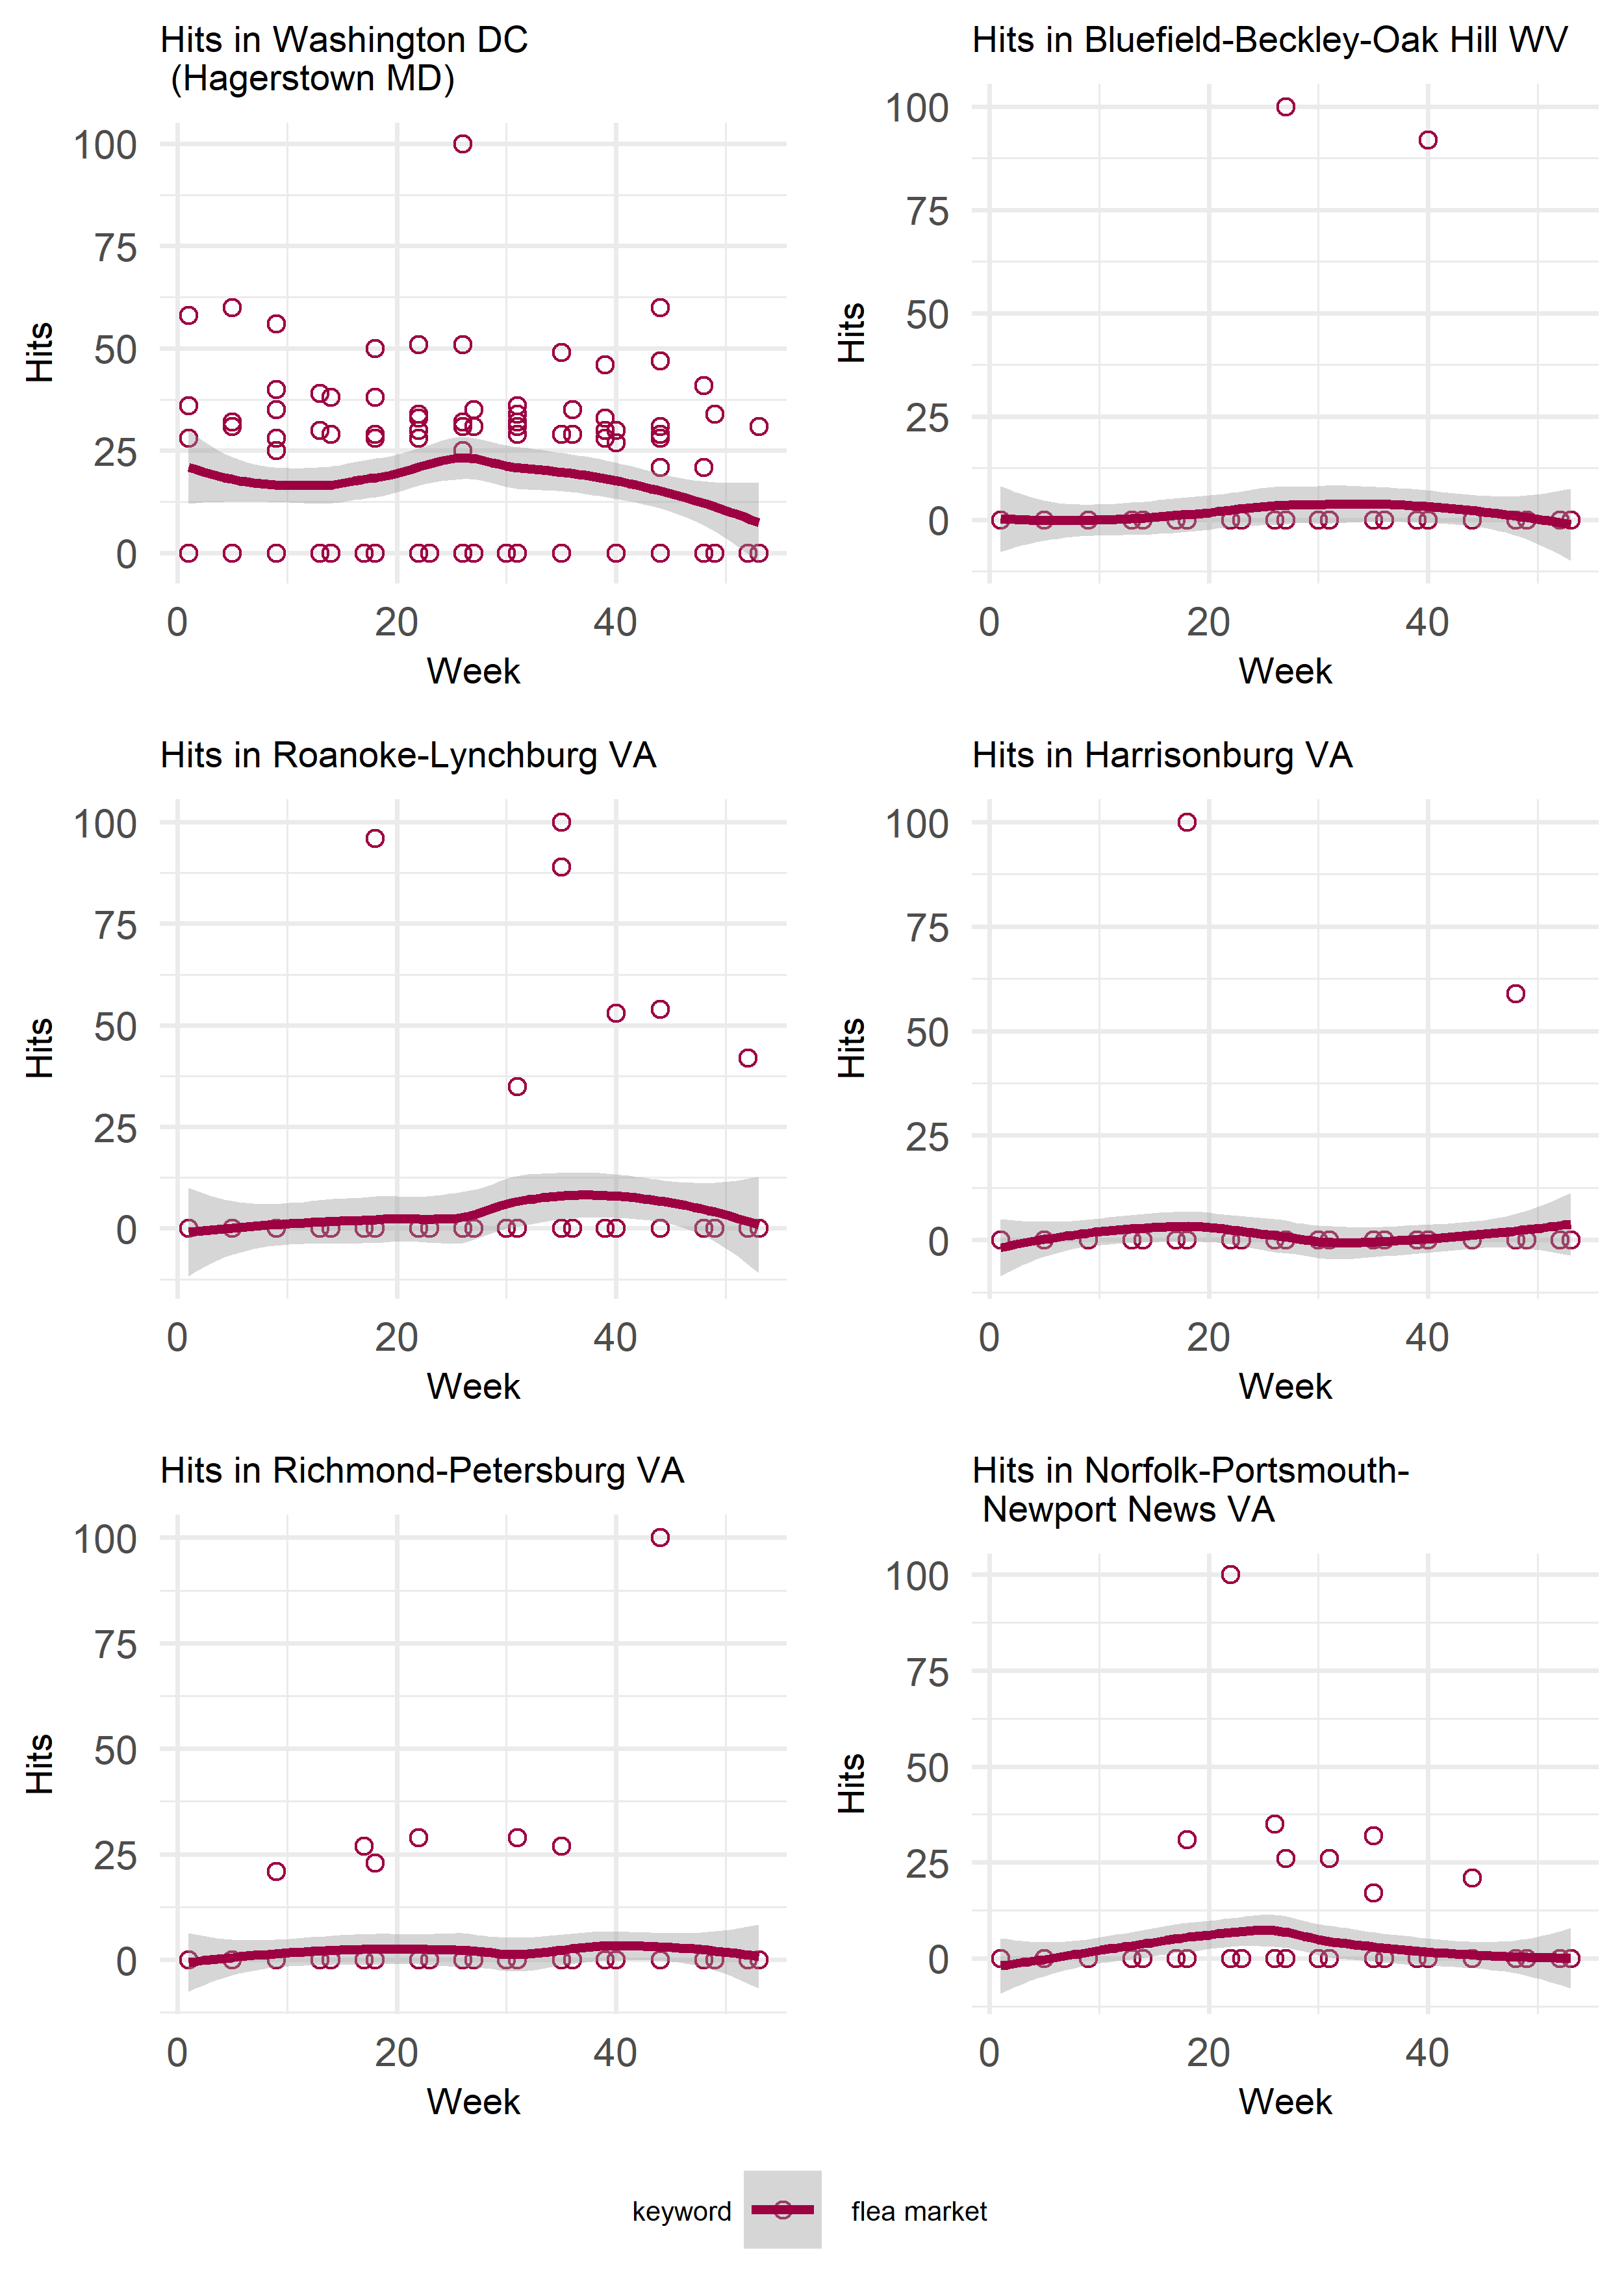 Hits in Washington DC
(Hagerstown MD)
100
75
50
25
0
Hits
0 20 40
Week
Hits in Bluefield-Beckley-Oak Hill WV
100
75
50
25
0
Hits
0 20 40
Week
Hits in Roanoke-Lynchburg VA
100
75
50
25
0
Hits
0 20 40
Week
Hits in Harrisonburg VA
100
75
50
25
0
Hits
0 20 40
Week
Hits in Richmond-Petersburg VA
100
75
50
25
0
Hits
0 20 40
Week
Hits in Norfolk-Portsmouth-
Newport News VA
100
75
50
25
0
Hits
0 20 40
Week
keyword flea market